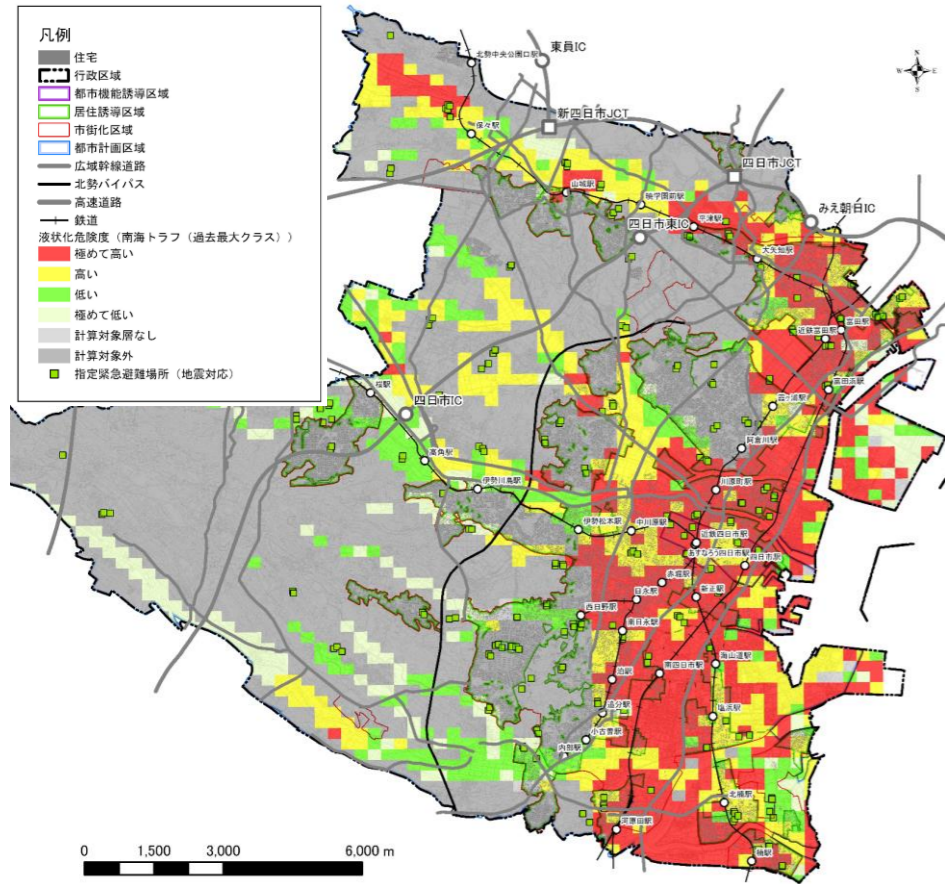 凡例
住宅
行政区域
都市機能誘導区域
居住誘導区域
市街化区域
都市計画区域
広域幹線道路
北勢バイパス
高速道路
鉄道
液状化危険度（南海トラフ（過去最大クラス））
極めて高い
高い
低い
極めて低い
計算対象層なし
計算対象外
指定緊急避難場所（地震対応）
N
W
E
S
北勢中央公園口駅
東員IC
保々駅
新四日市JCT
四日市JCT
山城駅
暁学園前駅
平津駅
みえ朝日IC
四日市東IC
大矢知駅
富田駅
近鉄富田駅
富田浜駅
桜駅
四日市IC
霞ヶ浦駅
阿倉川駅
高角駅
伊勢川島駅
川原町駅
伊勢松本駅
中川原駅
近鉄四日市駅
あすなろう四日市駅
四日市駅
赤堀駅
日永駅
新正駅
西日野駅
南日永駅
海山道駅
泊駅
南四日市駅
追分駅
塩浜駅
小古曽駅
内部駅
北楠駅
河原田駅
楠駅
0
1,500
3,000
6,000 m